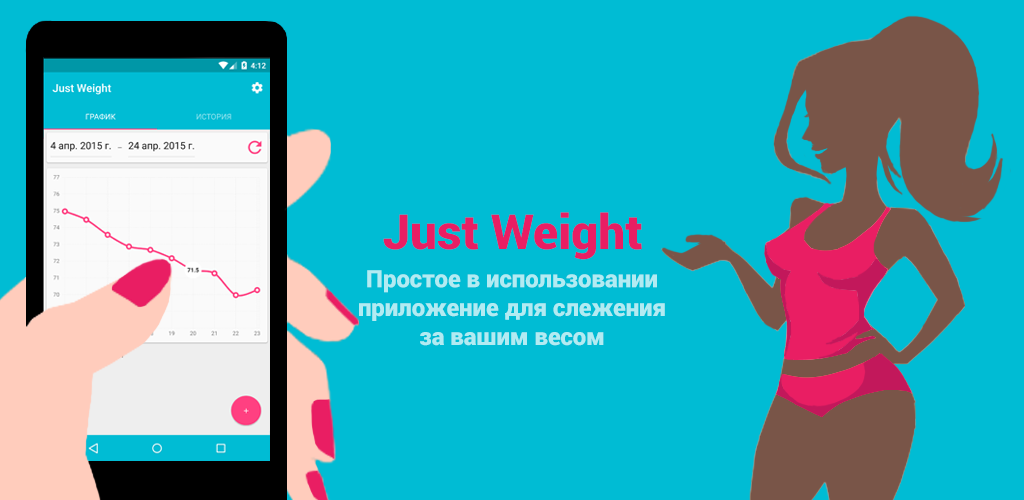 4:12
Just Weight
ГРАФИК ИСТОРИЯ
4 апр. 2015 г. – 24 апр. 2015 г.
77
76
75
74
73
72
71.5
71
70
19 20 21 22 23
+
Just Weight
Простое в использовании
приложение для слежения
за вашим весом